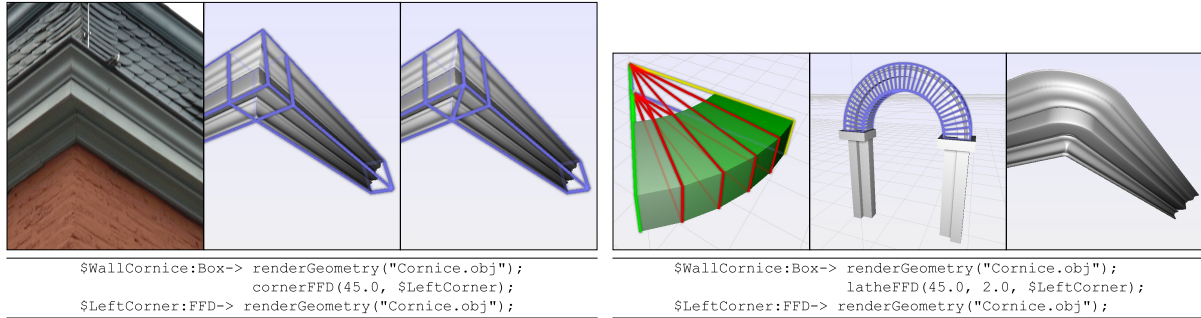 $WallCornice:Box-> renderGeometry("Cornice.obj");
cornerFFD(45.0, $LeftCorner);
$LeftCorner:FFD-> renderGeometry("Cornice.obj");
$WallCornice:Box-> renderGeometry("Cornice.obj");
latheFFD(45.0, 2.0, $LeftCorner);
$LeftCorner:FFD-> renderGeometry("Cornice.obj");